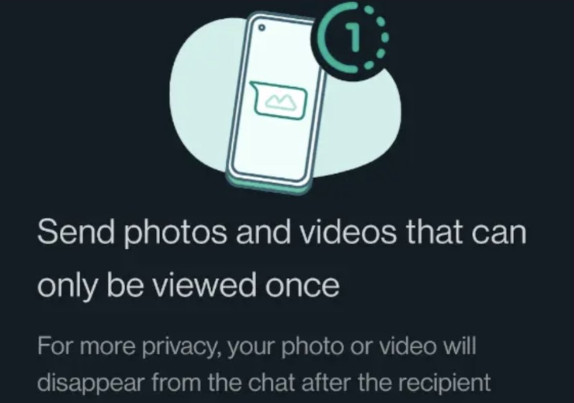 1
Send photos and videos that can
only be viewed once
For more privacy, your photo or video will
disappear from the chat after the recipient